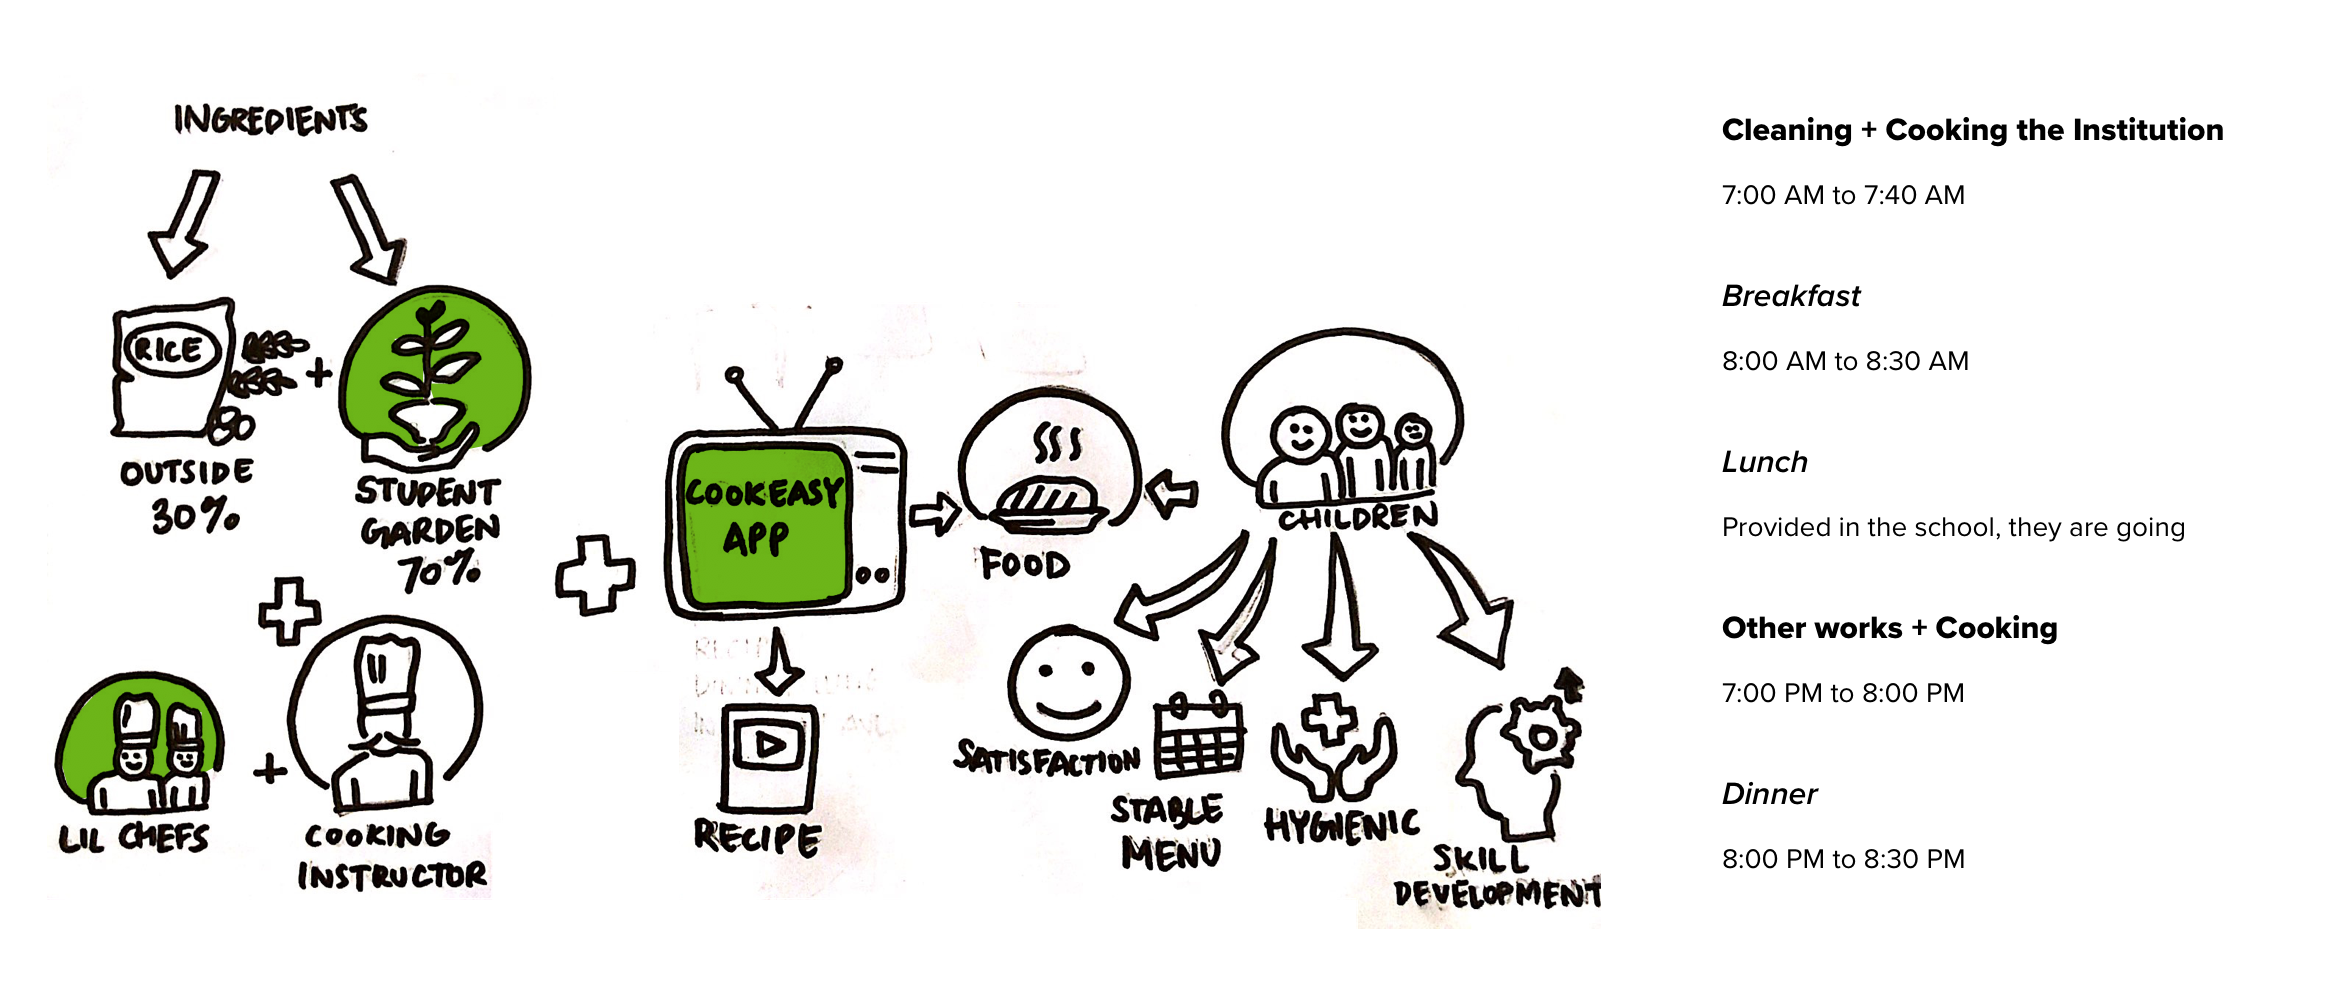 INGREDIENTS
RICE
OUTSIDE
30%
+
STUDENT
GARDEN
70%
LIL CHEFS
+
COOKING
INSTRUCTOR
COOKEASY
APP
RECIPE
FOOD
CHILDREN
SATISFACTION
STABLE
MENU
HYGIENIC
SKILL
DEVELOPMENT
Cleaning + Cooking the Institution
7:00 AM to 7:40 AM
Breakfast
8:00 AM to 8:30 AM
Lunch
Provided in the school, they are going
Other works + Cooking
7:00 PM to 8:00 PM
Dinner
8:00 PM to 8:30 PM